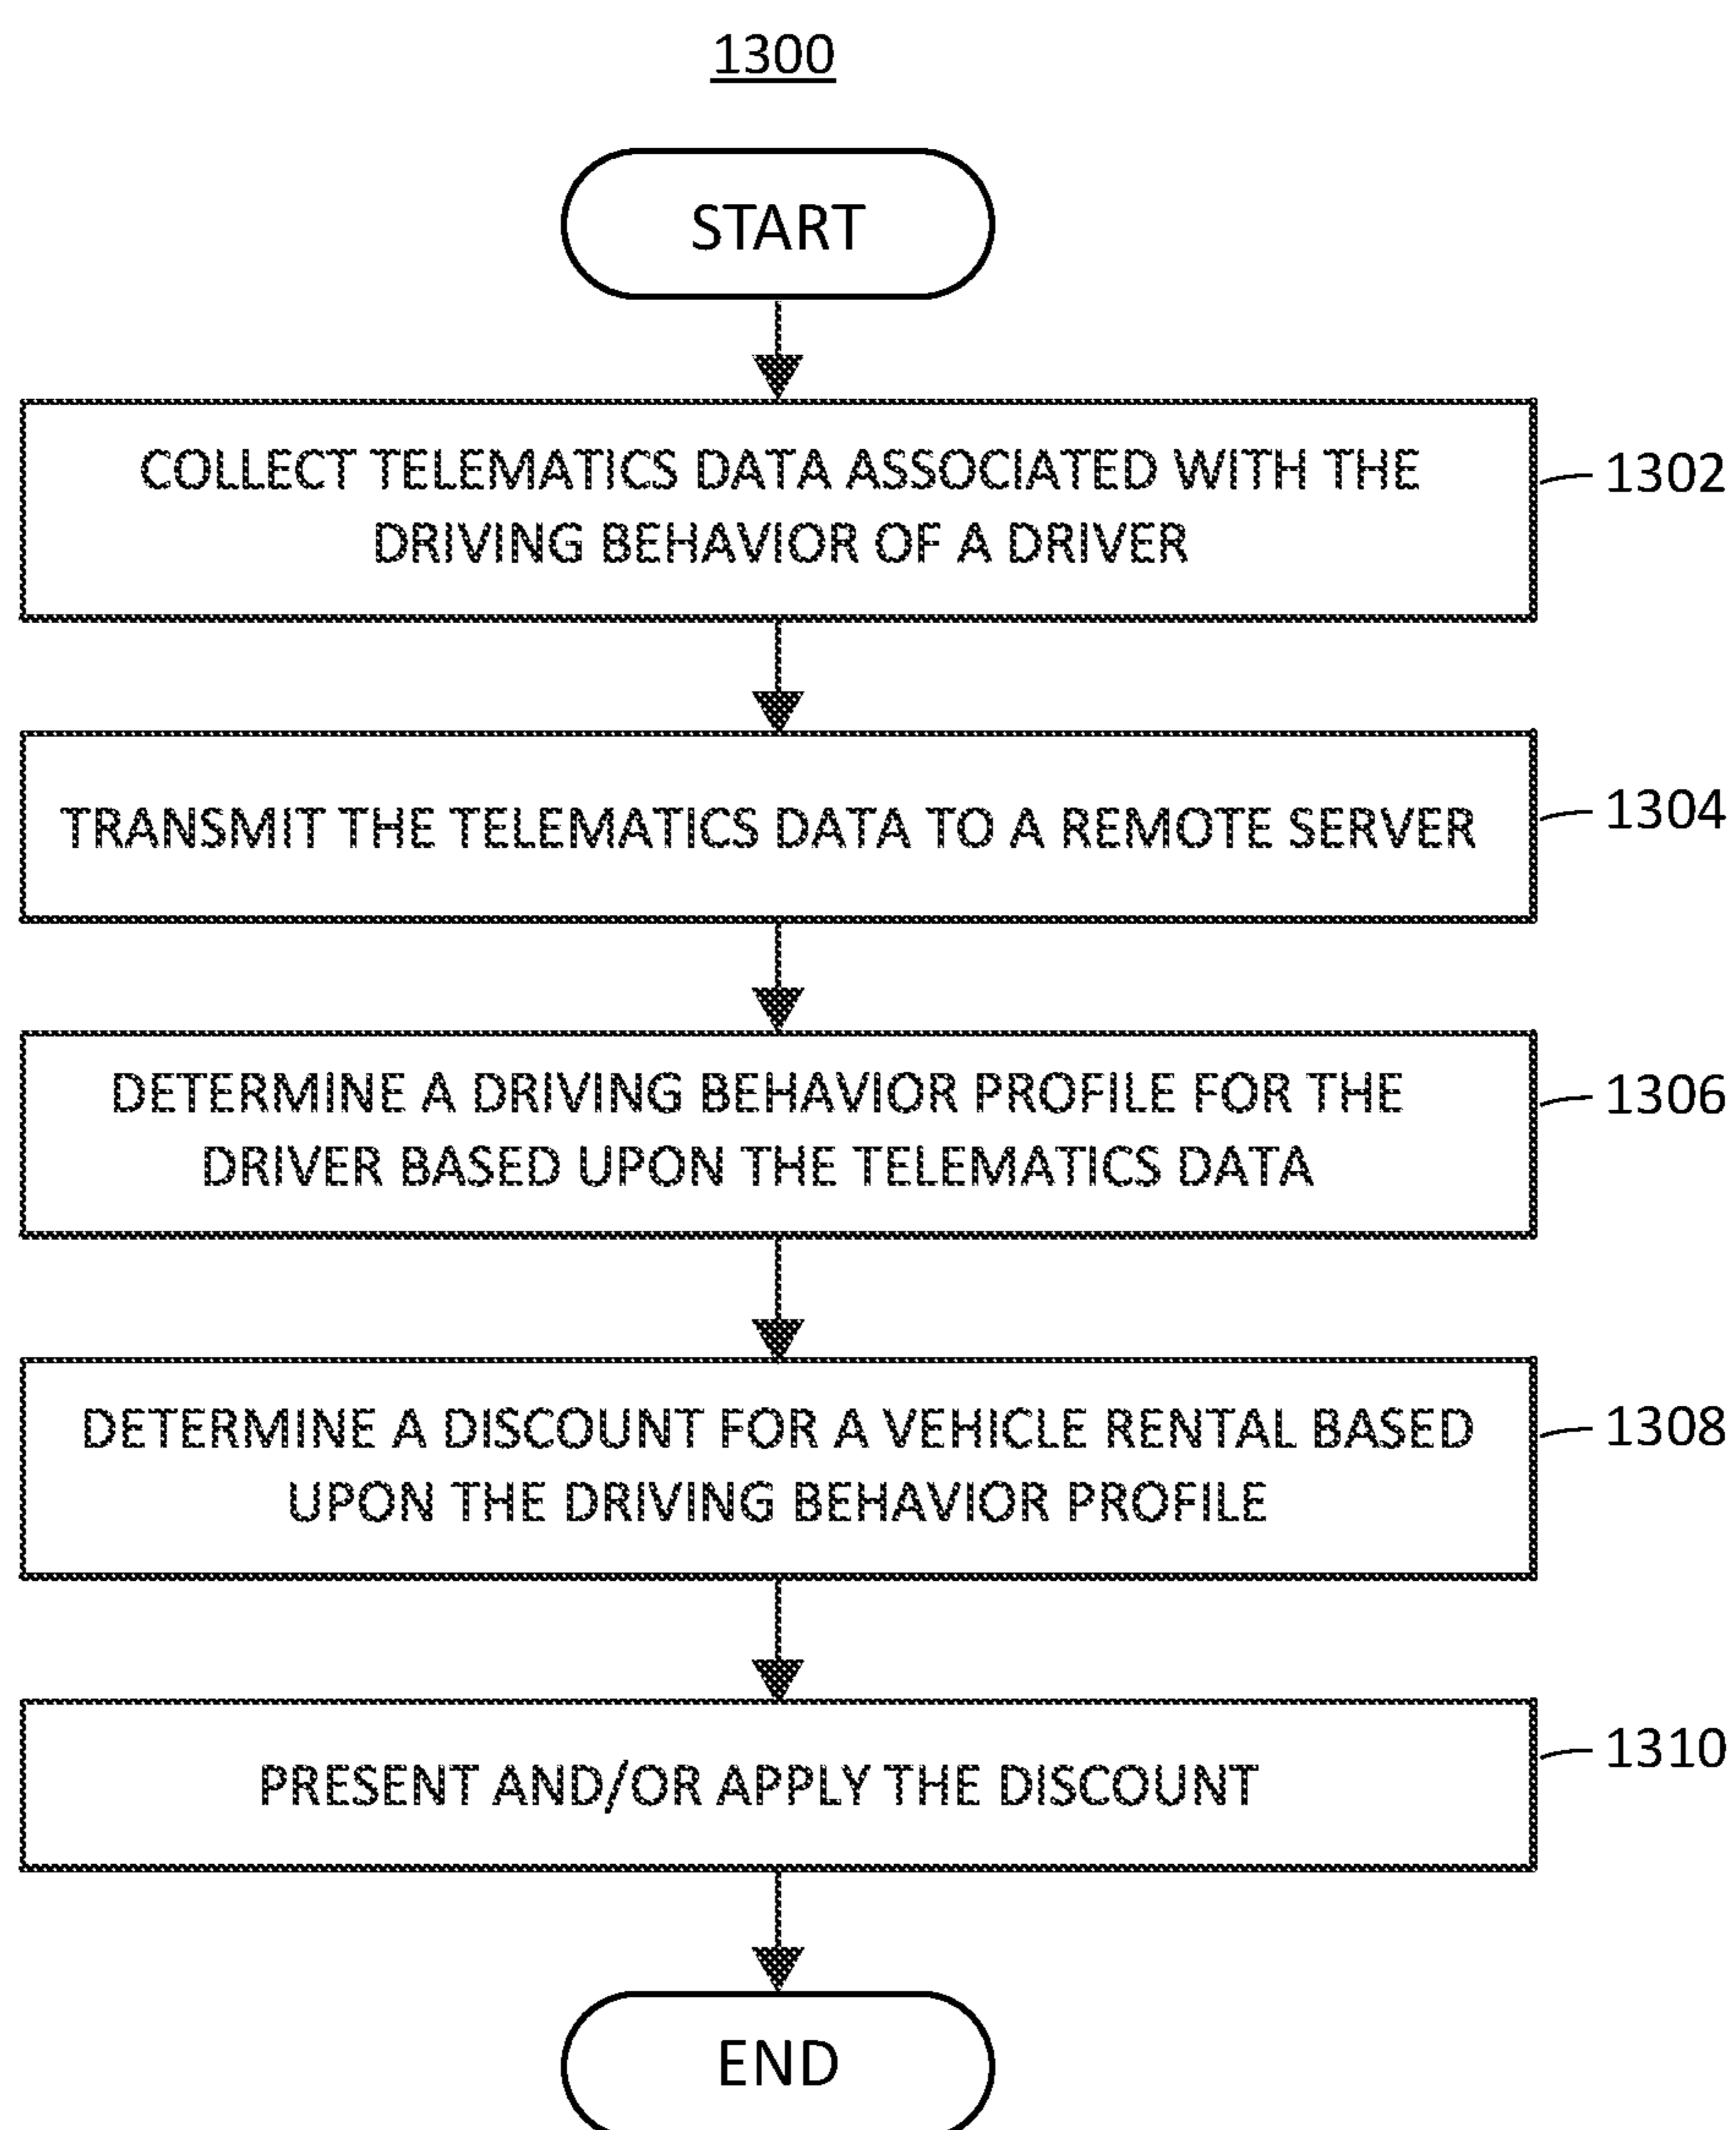 1300
START
COLLECT TELEMATICS DATA ASSOCIATED WITH THE
DRIVING BEHAVIOR OF A DRIVER
1302
TRANSMIT THE TELEMATICS DATA TO A REMOTE SERVER
1304
DETERMINE A DRIVING BEHAVIOR PROFILE FOR THE
DRIVER BASED UPON THE TELEMATICS DATA
1306
DETERMINE A DISCOUNT FOR A VEHICLE RENTAL BASED
UPON THE DRIVING BEHAVIOR PROFILE
1308
PRESENT AND/OR APPLY THE DISCOUNT
1310
END